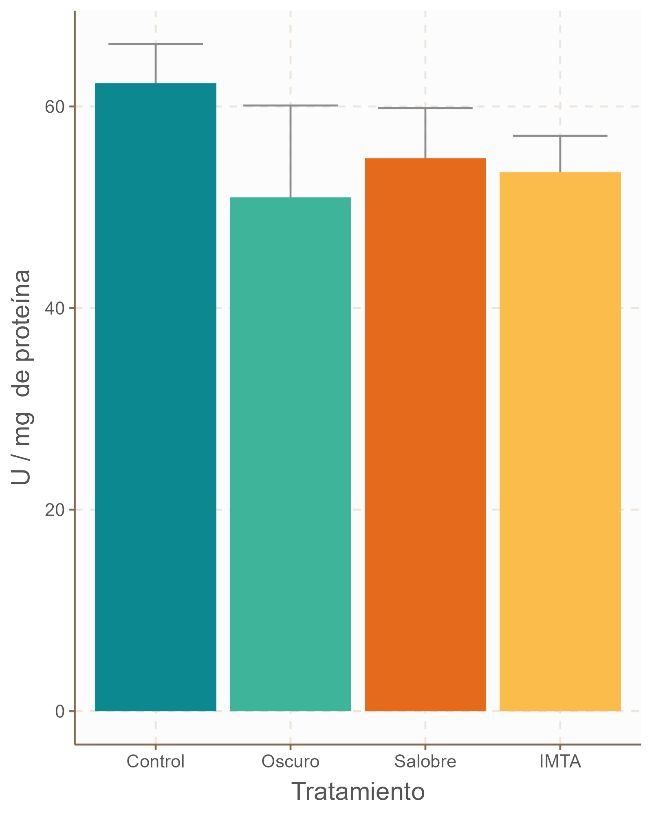 U / mg de proteína
60
40
20
0
Control Oscuro Salobre IMTA
Tratamiento